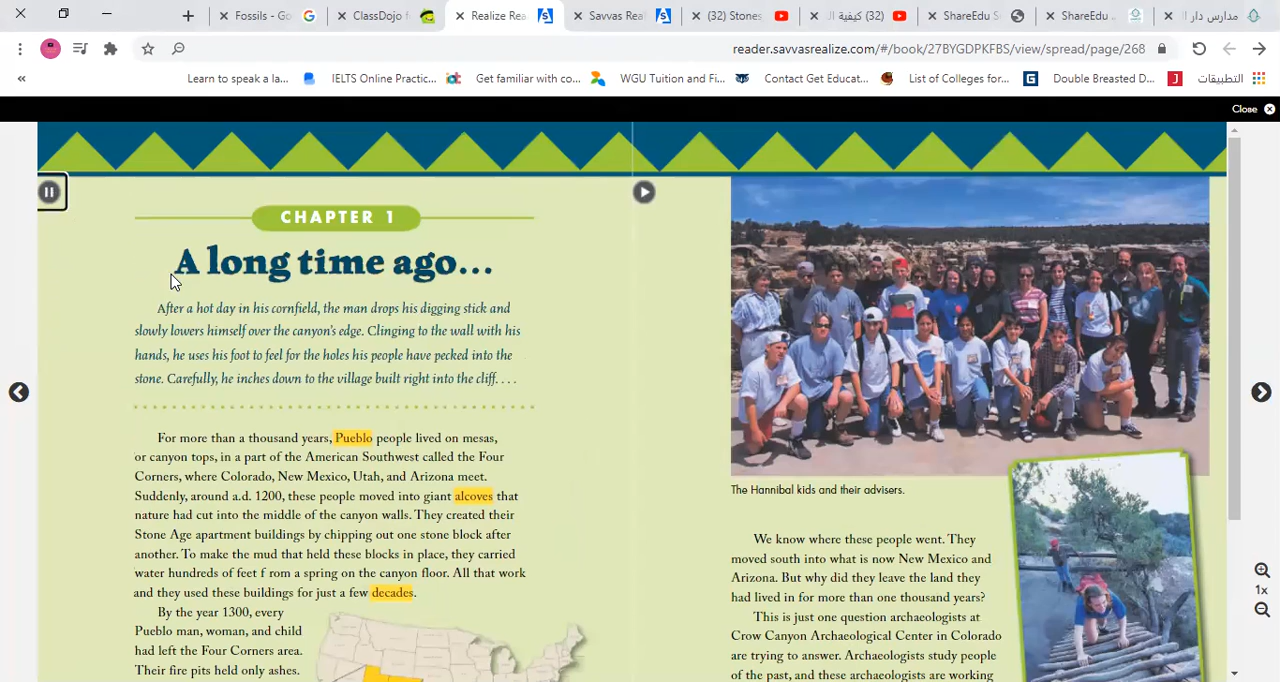 Fossils - Go
ClassDojo
Realize Rea
Savvas Rea
(32) Stones
(32) كيفية ال
ShareEdu S
ShareEdu
مدارس دار ال
reader.savvasrealize.com/#/book/27BYGDPKFBS/view/spread/page/268
«
Learn to speak a la...
IELTS Online Practic...
Get familiar with co...
WGU Tuition and Fi...
Contact Get Educat...
List of Colleges for...
Double Breasted D...
التطبيقات
Close
CHAPTER 1
A long time ago...
After a hot day in his cornfield, the man drops his digging stick and
slowly lowers himself over the canyon's edge. Clinging to the wall with his
hands, he uses his foot to feel for the holes his people have pecked into the
stone. Carefully, he inches down to the village built right into the cliff. . . .
For more than a thousand years, Pueblo people lived on mesas,
or canyon tops, in a part of the American Southwest called the Four
Corners, where Colorado, New Mexico, Utah, and Arizona meet.
Suddenly, around a.d. 1200, these people moved into giant alcoves that
nature had cut into the middle of the canyon walls. They created their
Stone Age apartment buildings by chipping out one stone block after
another. To make the mud that held these blocks in place, they carried
water hundreds of feet f rom a spring on the canyon floor. All that work
and they used these buildings for just a few decades.
By the year 1300, every
Pueblo man, woman, and child
had left the Four Corners area.
Their fire pits held only ashes.
The Hannibal kids and their advisers.
We know where these people went. They
moved south into what is now New Mexico and
Arizona. But why did they leave the land they
had lived in for more than one thousand years?
This is just one question archaeologists at
Crow Canyon Archaeological Center in Colorado
are trying to answer. Archaeologists study people
of the past, and these archaeologists are working
1x